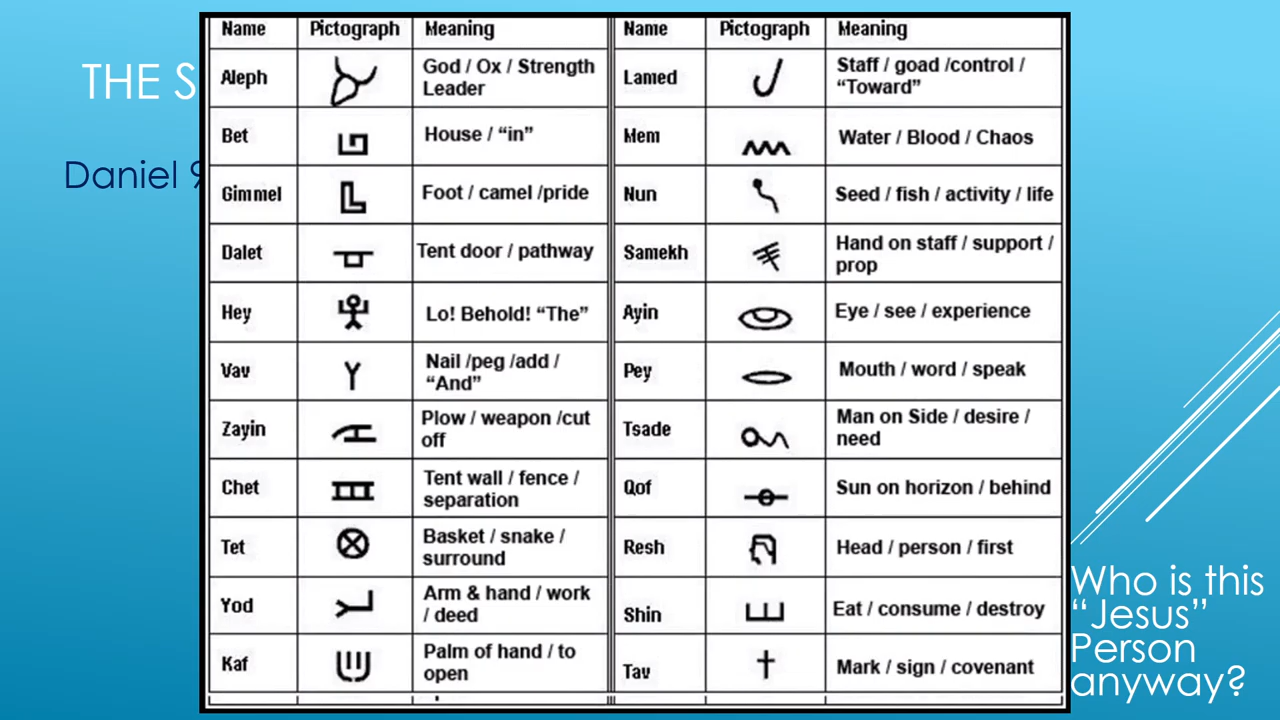 THE S
Daniel 9
Name Pictograph Meaning
Aleph God / Ox / Strength
Leader
Bet House / “in”
Gimmel Foot / camel /pride
Dalet Tent door / pathway
Hey Lo! Behold! “The”
Vav Nail /peg /add /
“And”
Zayin Plow / weapon /cut
off
Chet Tent wall / fence /
separation
Tet Basket / snake /
surround
Yod Arm & hand / work
/ deed
Kaf Palm of hand / to
open
Name Pictograph Meaning
Lamed Staff / goad /control /
“Toward”
Mem Water / Blood / Chaos
Nun Seed / fish / activity / life
Samekh Hand on staff / support /
prop
Ayin Eye / see / experience
Pey Mouth / word / speak
Tsade Man on Side / desire /
need
Qof Sun on horizon / behind
Resh Head / person / first
Shin Eat / consume / destroy
Tav Mark / sign / covenant
Who is this
“Jesus”
Person
anyway?